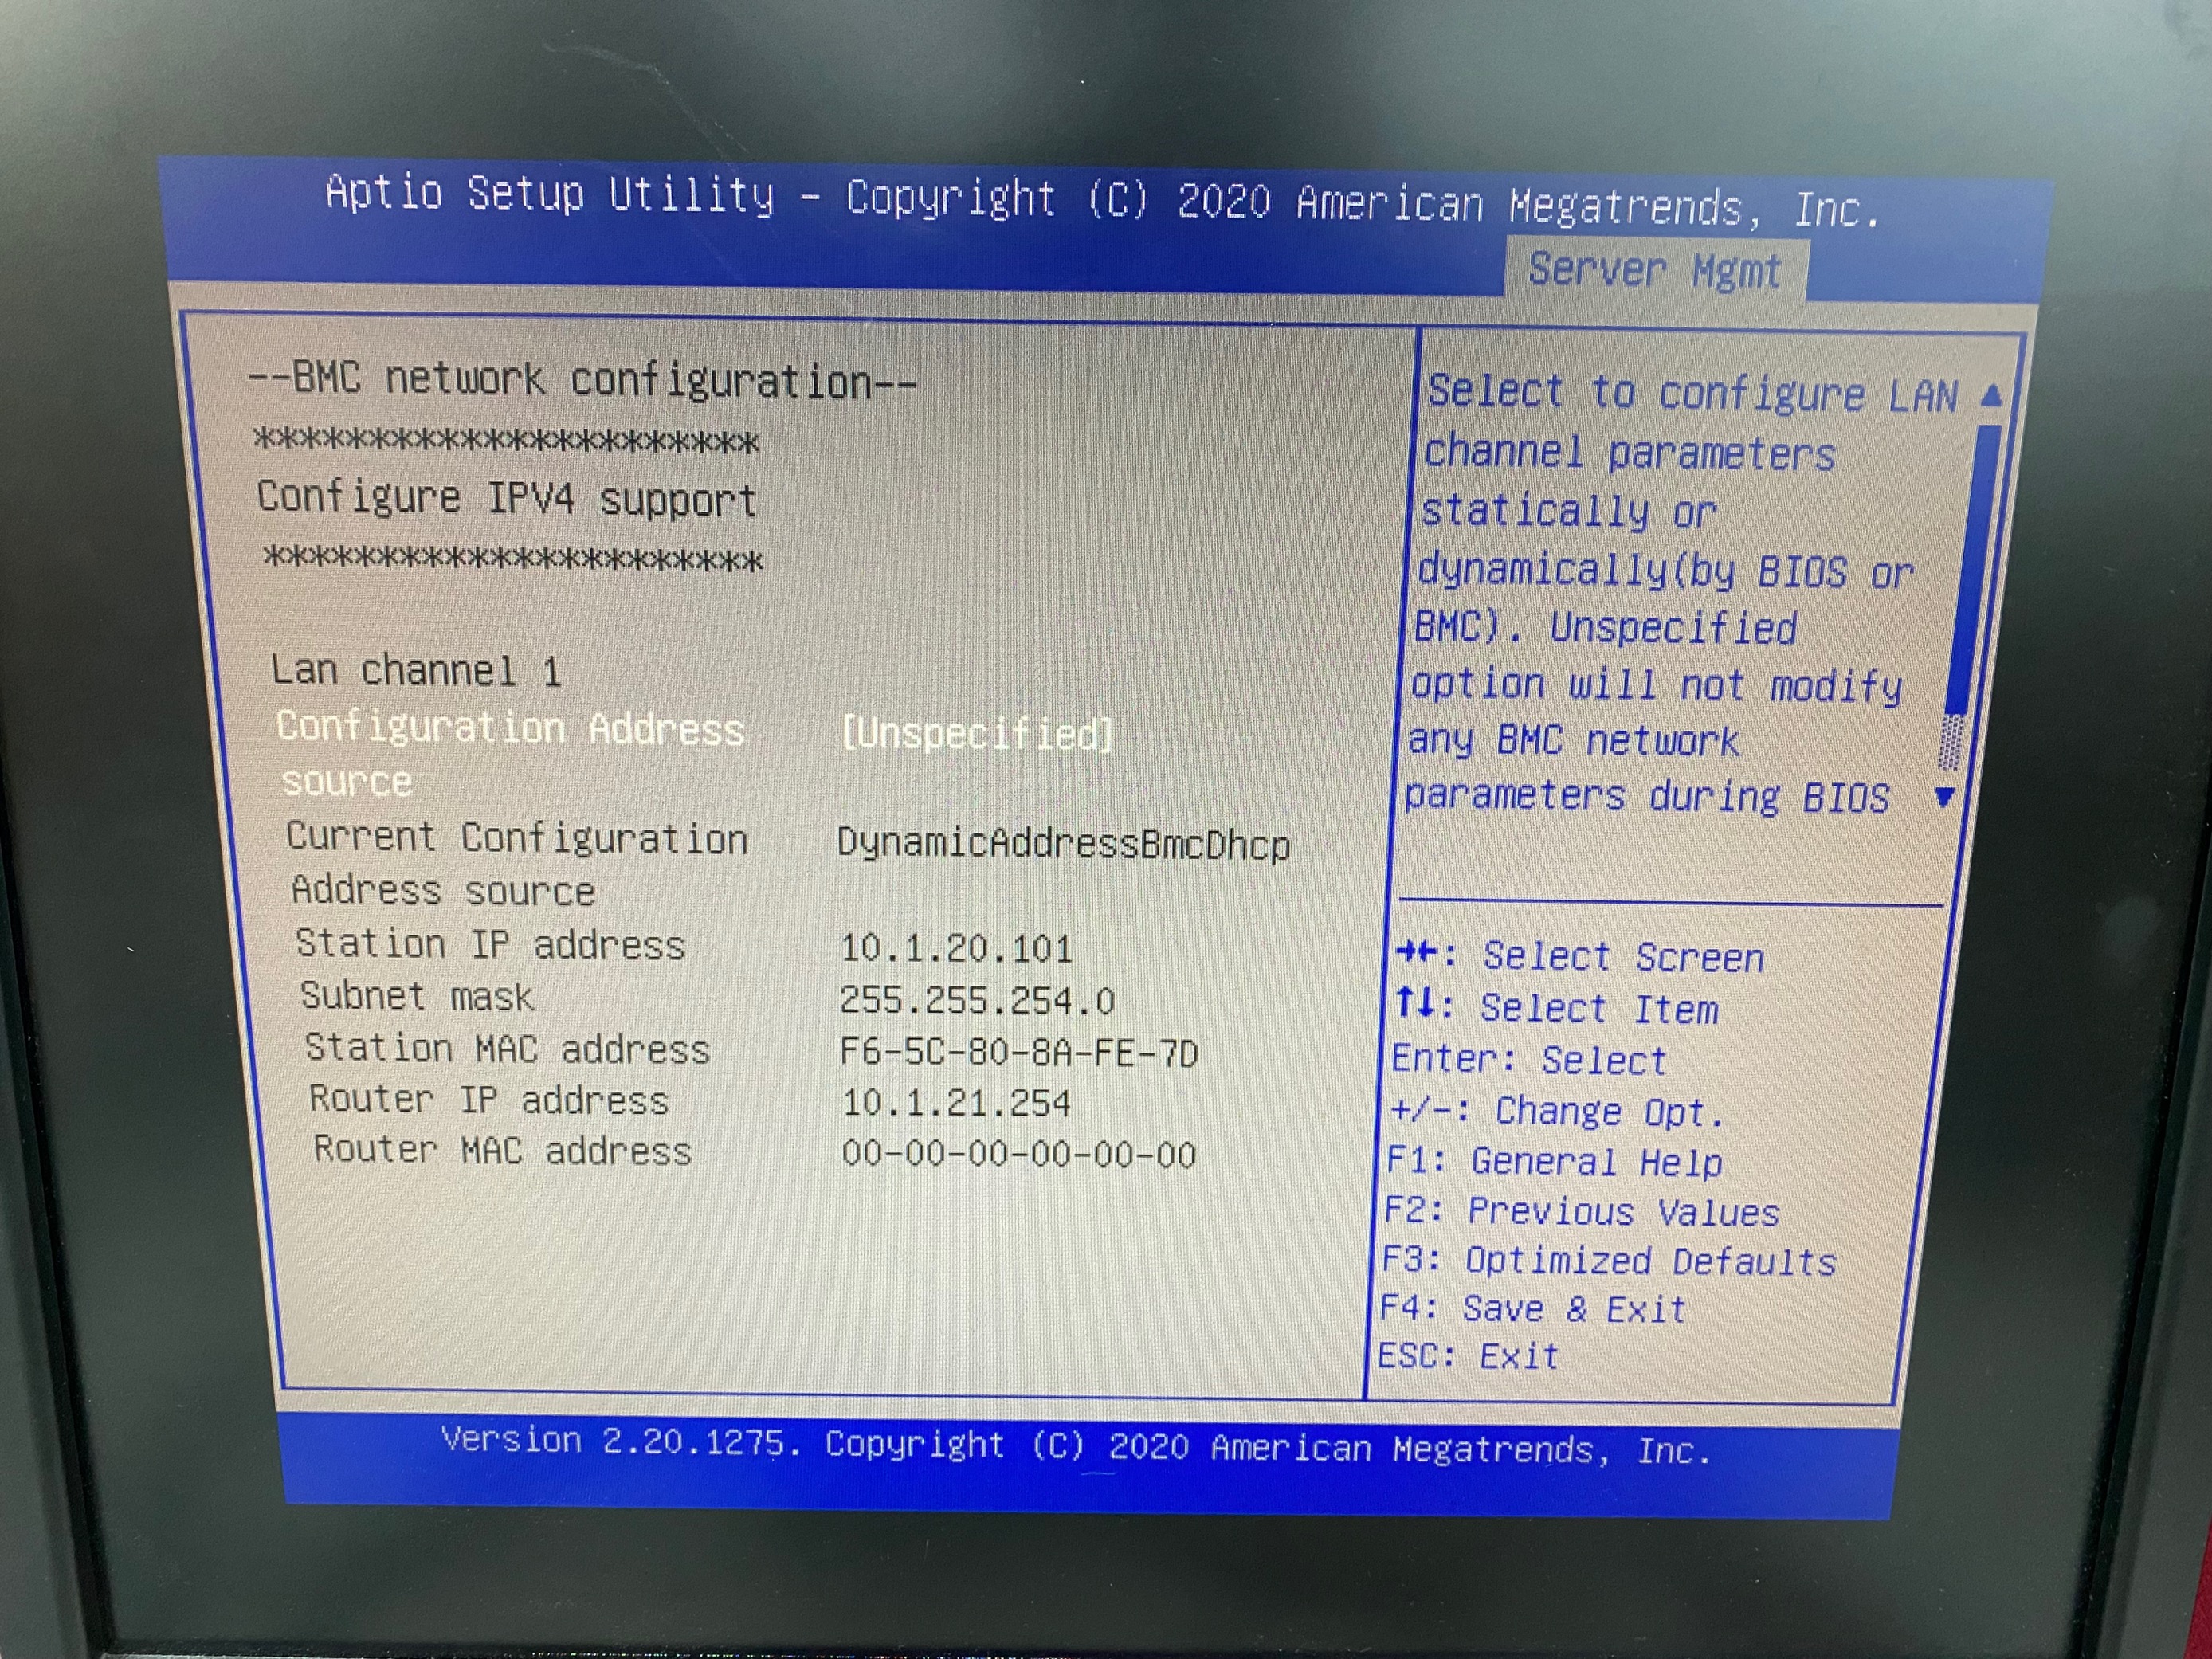 Aptio Setup Utility - Copyright (C) 2020 American Megatrends, Inc.
Server Mgmt
--BMC network configuration--
**********************
Configure IPV4 support
**********************
Lan channel 1
Configuration Address [Unspecified]
source
Current Configuration DynamicAddressBmcDhcp
Address source
Station IP address 10.1.20.101
Subnet mask 255.255.254.0
Station MAC address F6-5C-80-8A-FE-7D
Router IP address 10.1.21.254
Router MAC address 00-00-00-00-00-00
Select to configure LAN
channel parameters
statically or
dynamically(by BIOS or
BMC). Unspecified
option will not modify
any BMC network
parameters during BIOS
→←: Select Screen
↑↓: Select Item
Enter: Select
+/-: Change Opt.
F1: General Help
F2: Previous Values
F3: Optimized Defaults
F4: Save & Exit
ESC: Exit
Version 2.20.1275. Copyright (C) 2020 American Megatrends, Inc.